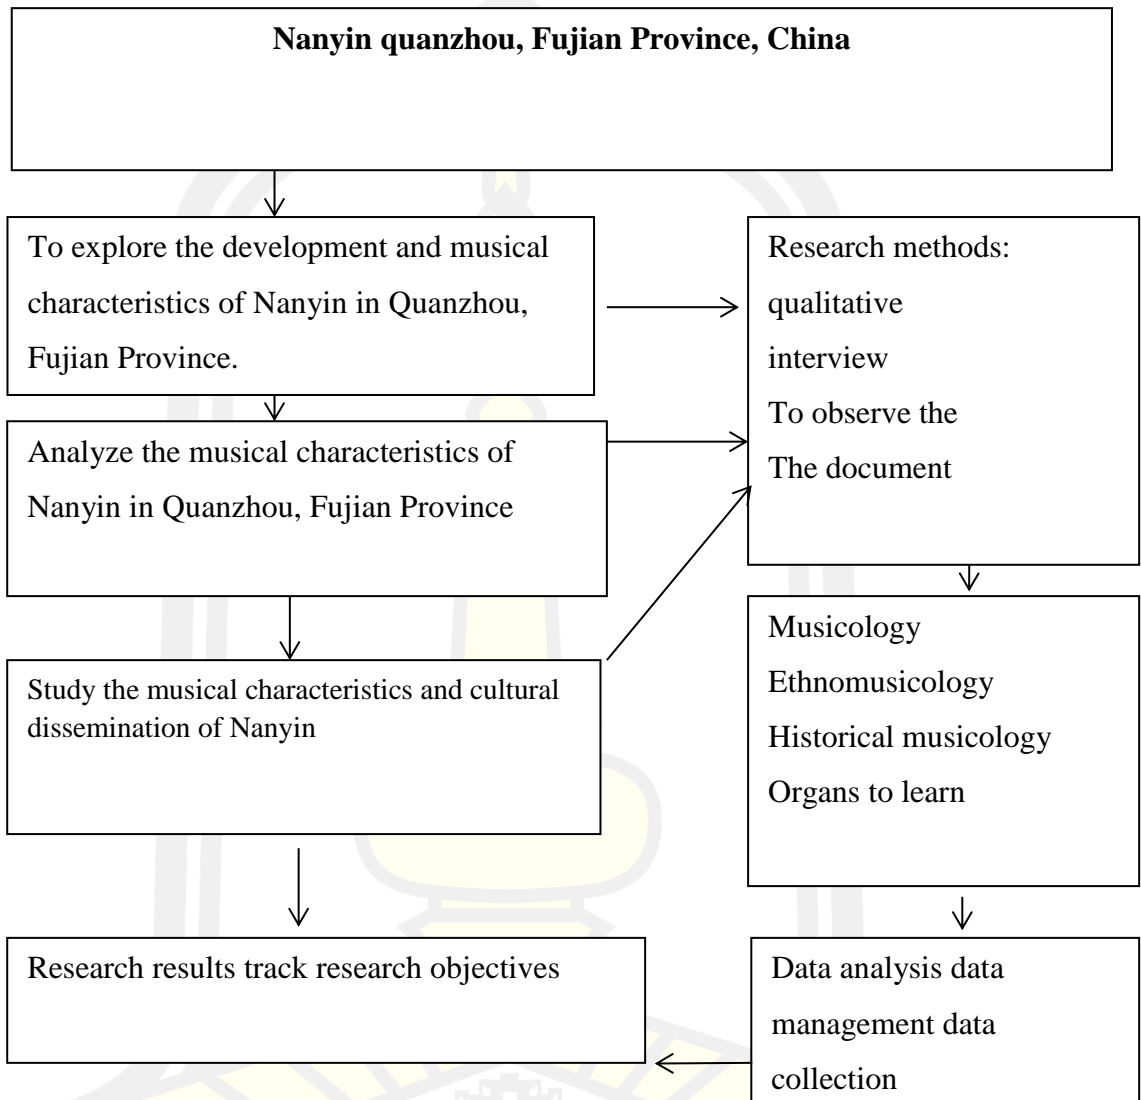 Nanyin quanzhou, Fujian Province, China
To explore the development and musical
characteristics of Nanyin in Quanzhou,
Fujian Province.
Analyze the musical characteristics of
Nanyin in Quanzhou, Fujian Province
Study the musical characteristics and cultural
dissemination of Nanyin
Research results track research objectives
Research methods:
qualitative
interview
To observe the
The document
Musicology
Ethnomusicology
Historical musicology
Organs to learn
Data analysis data
management data
collection